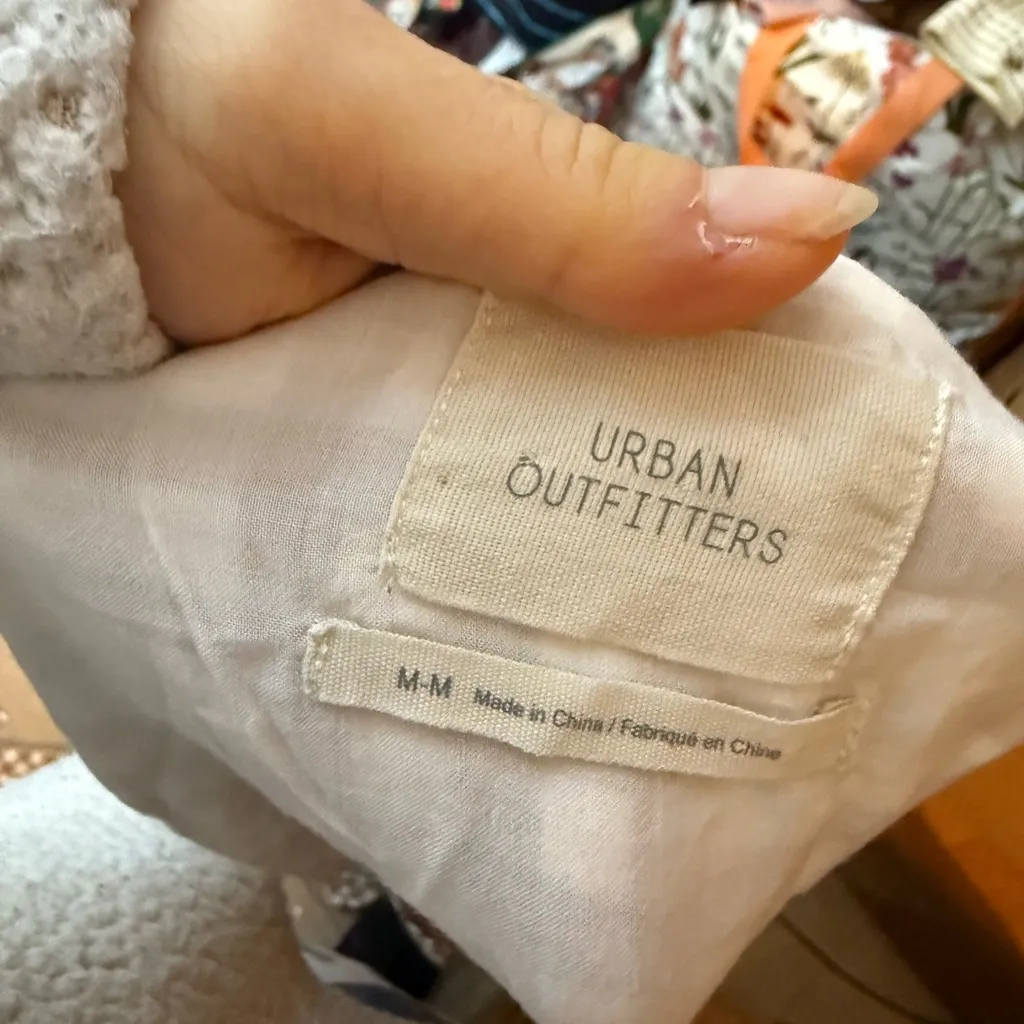 URBAN
OUTFITTERS
M-M Made in China / Fabriqué en Chine